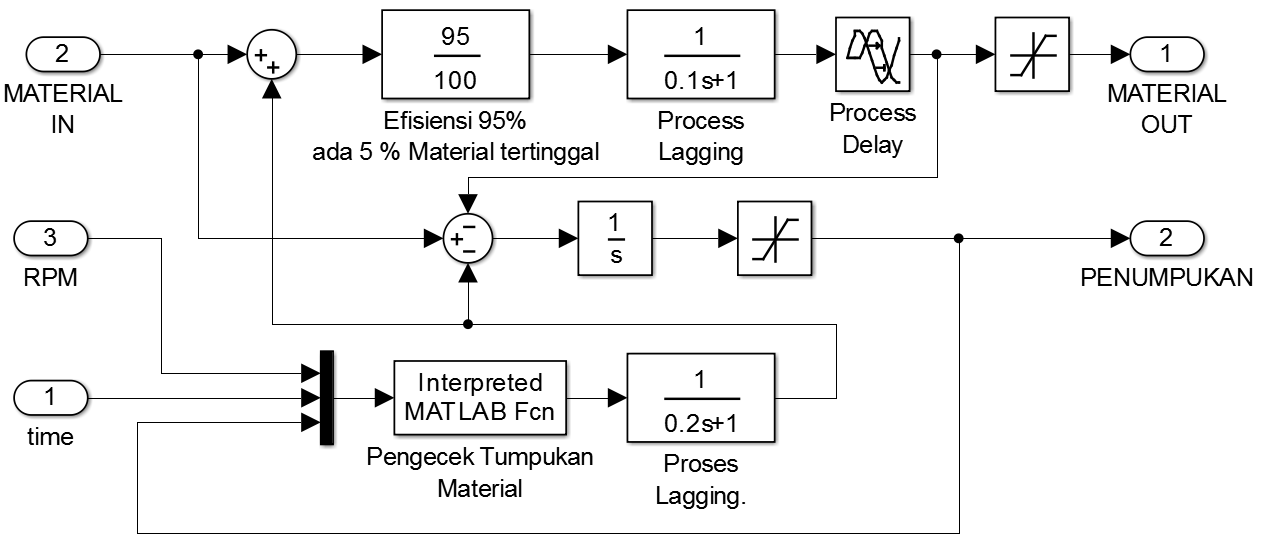 2
MATERIAL
IN
+
+
95
100
Efisiensi 95%
ada 5 % Material tertinggal
1
0.1s+1
Process
Lagging
Process
Delay
1
MATERIAL
OUT
3
RPM
+
−
−
1
s
2
PENUMPUKAN
1
time
Interpreted
MATLAB Fcn
Pengecek Tumpukan
Material
1
0.2s+1
Proses
Lagging.